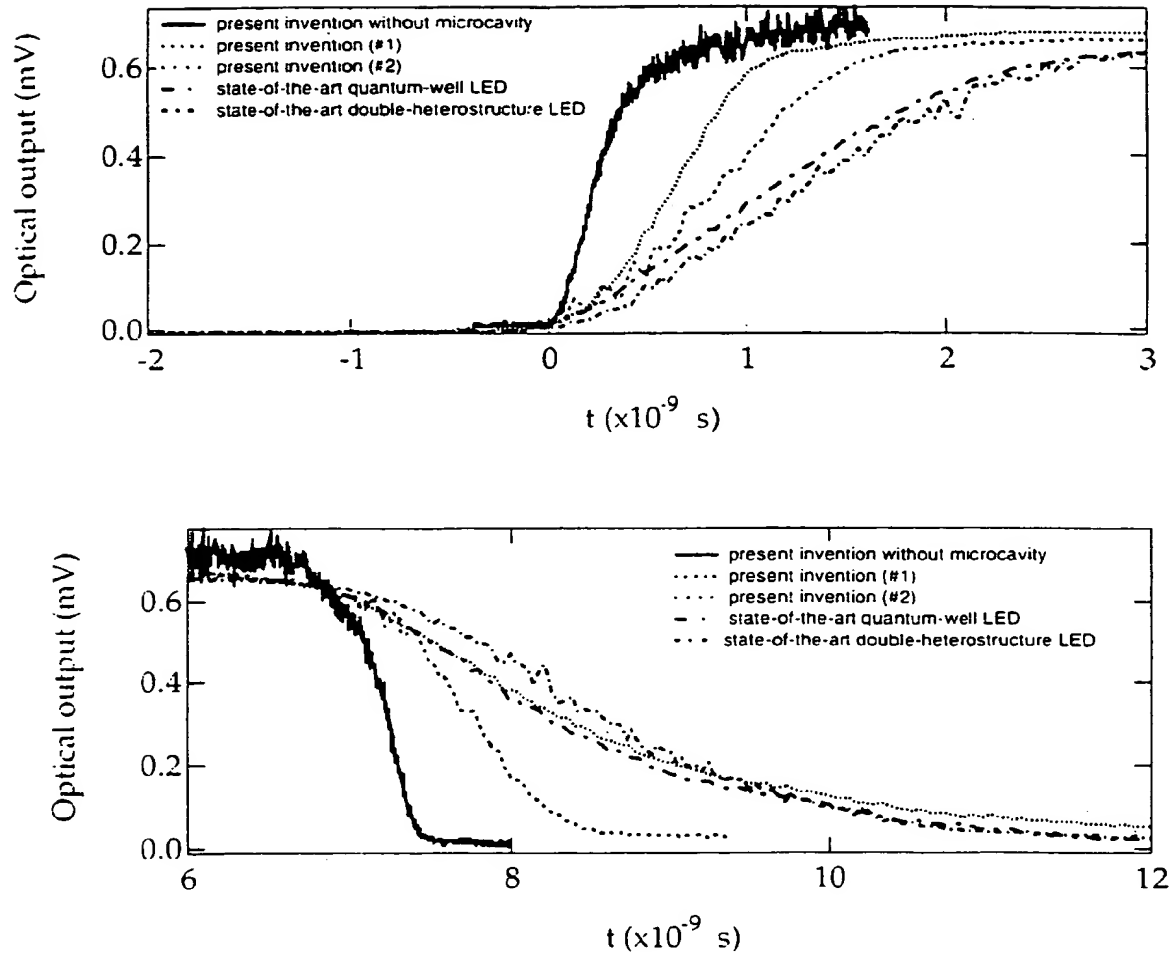 Optical output (mV)
0.6
0.4
0.2
0.0
present invention without microcavity
present invention (#1)
present invention (#2)
state-of-the-art quantum-well LED
state-of-the-art double-heterostructure LED
-2
-1
0
1
2
3
t (x10⁻⁹ s)
Optical output (mV)
0.6
0.4
0.2
0.0
present invention without microcavity
present invention (#1)
present invention (#2)
state-of-the-art quantum-well LED
state-of-the-art double-heterostructure LED
6
8
10
12
t (x10⁻⁹ s)